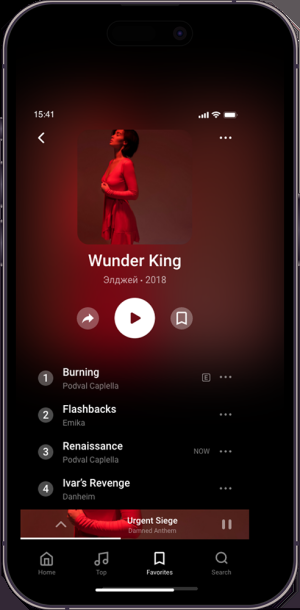 15:41
Wunder King
Элджей • 2018
1 Burning
Podval Caplella
E
2 Flashbacks
Emika
3 Renaissance
Podval Caplella
NOW
4 Ivar's Revenge
Danheim
Urgent Siege
Damned Anthem
Home Top Favorites Search